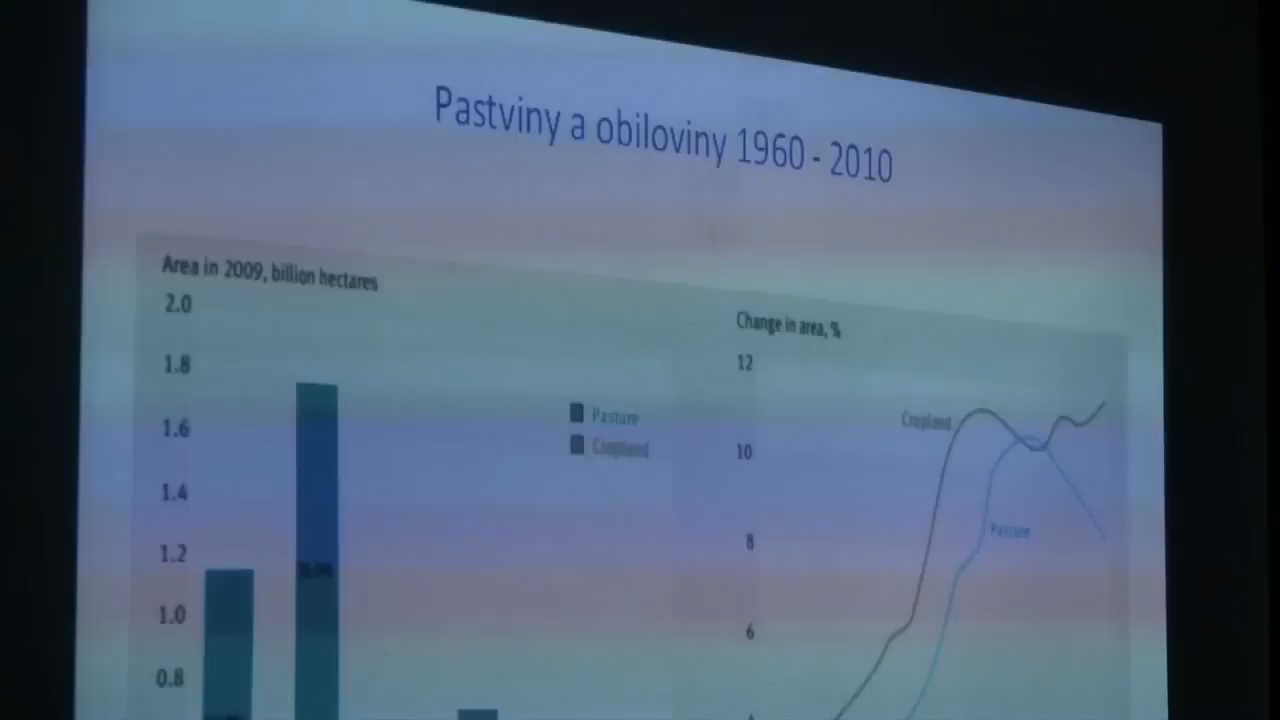 Pastviny a obiloviny 1960 - 2010
Area in 2009, billion hectares
2.0
1.8
1.6
1.4
1.2
1.0
0.8
Pasture
Cropland
Change in area, %
12
10
8
6
Cropland
Pasture